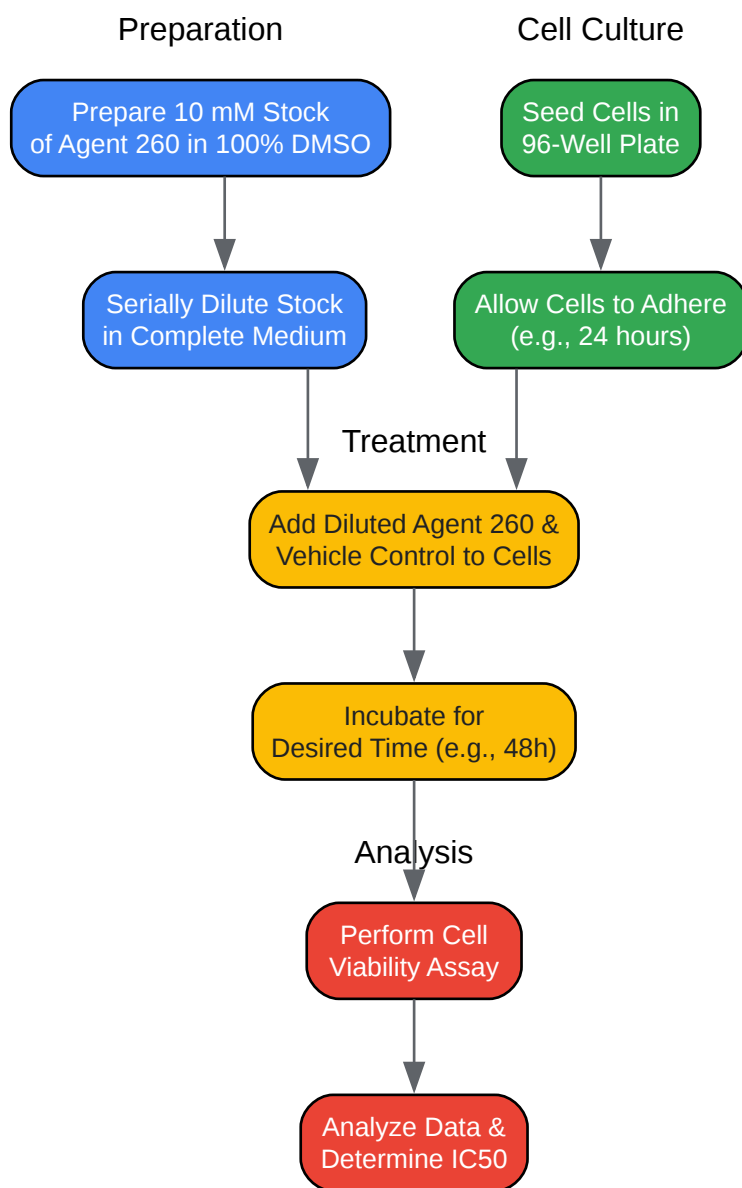 Preparation
Cell Culture
Prepare 10 mM Stock
of Agent 260 in 100% DMSO
Seed Cells in
96-Well Plate
Serially Dilute Stock
in Complete Medium
Allow Cells to Adhere
(e.g., 24 hours)
Treatment
Add Diluted Agent 260 &
Vehicle Control to Cells
Incubate for
Desired Time (e.g., 48h)
Analysis
Perform Cell
Viability Assay
Analyze Data &
Determine IC50